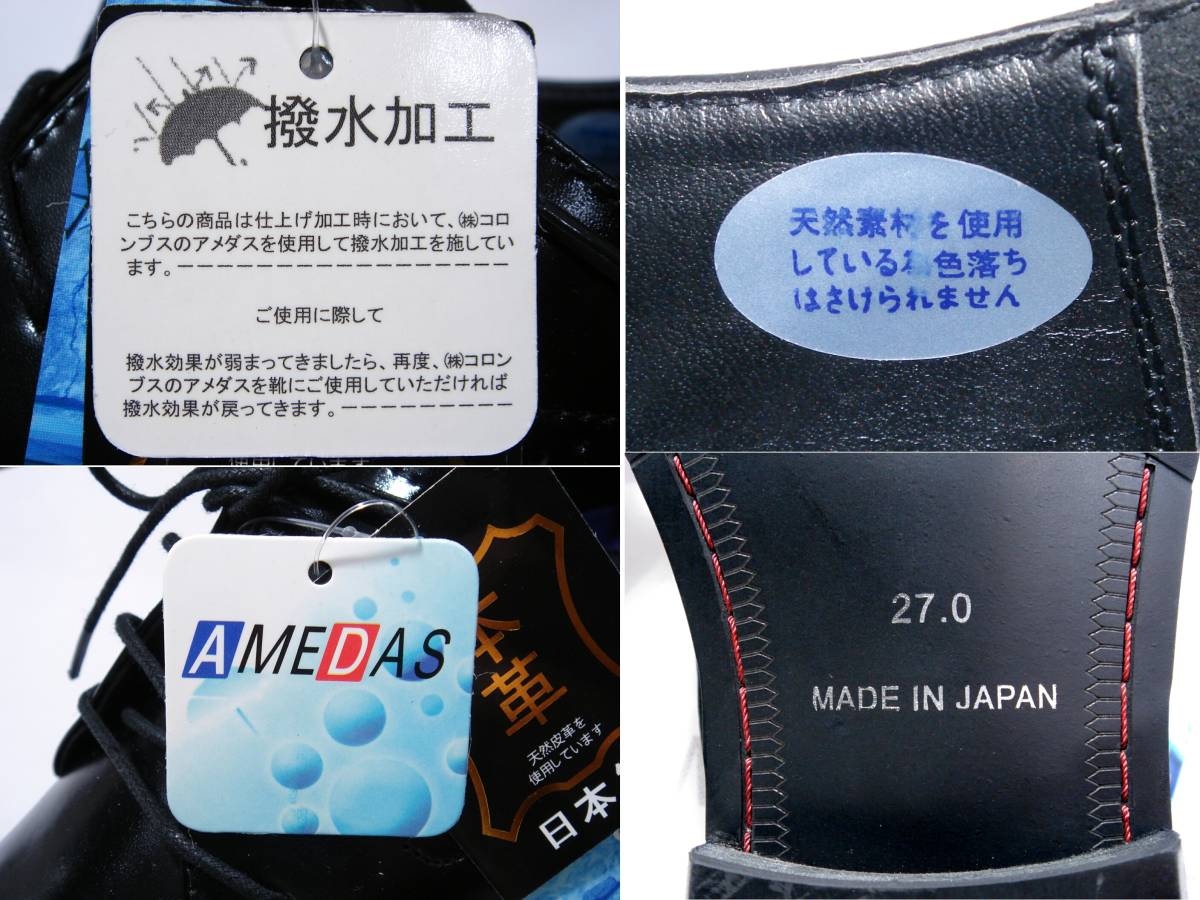 撥水加工
こちらの商品は仕上げ加工時において、㈱コロ
ンブスのアメダスを使用して撥水加工を施してい
ます。ーーーーーーーーーーーーーーーーー
ご使用に際して
撥水効果が弱まってきましたら、再度、㈱コロン
ブスのアメダスを靴にご使用していただければ
撥水効果が戻ってきます。ーーーーーーーーー
使用しています
天然素材を使用
している為色落ち
はさけられません
AMEDAS
本革
天然皮革を
使用しています
日本
27.0
MADE IN JAPAN